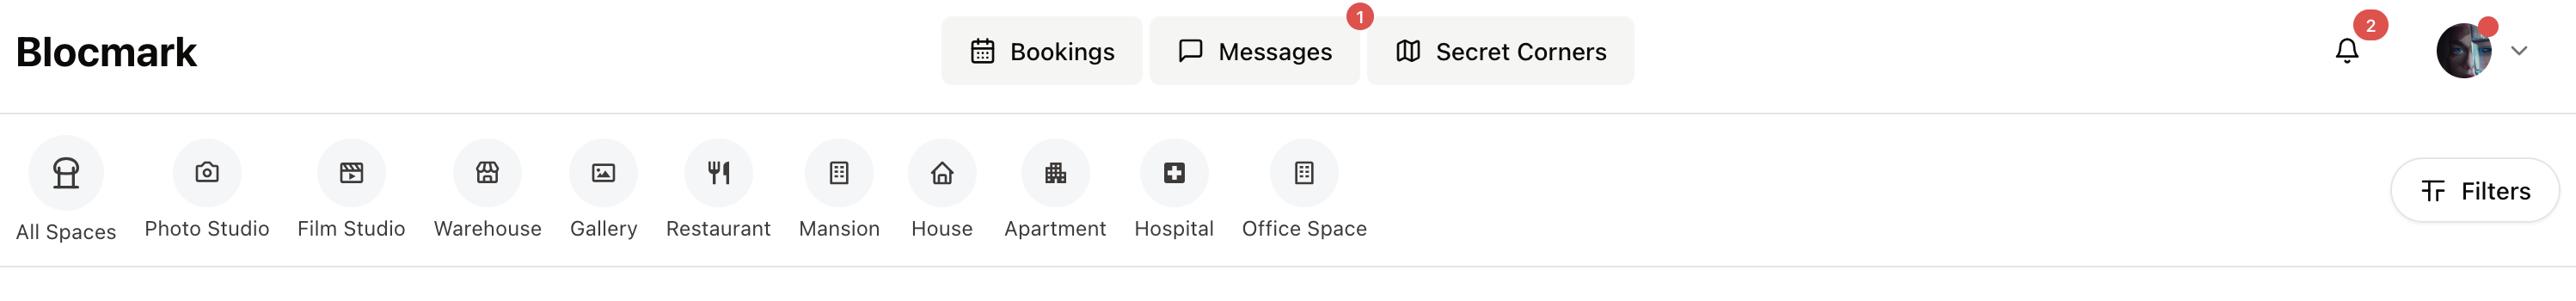 Blocmark
Bookings
Messages
1
Secret Corners
2
All Spaces
Photo Studio
Film Studio
Warehouse
Gallery
Restaurant
Mansion
House
Apartment
Hospital
Office Space
Filters